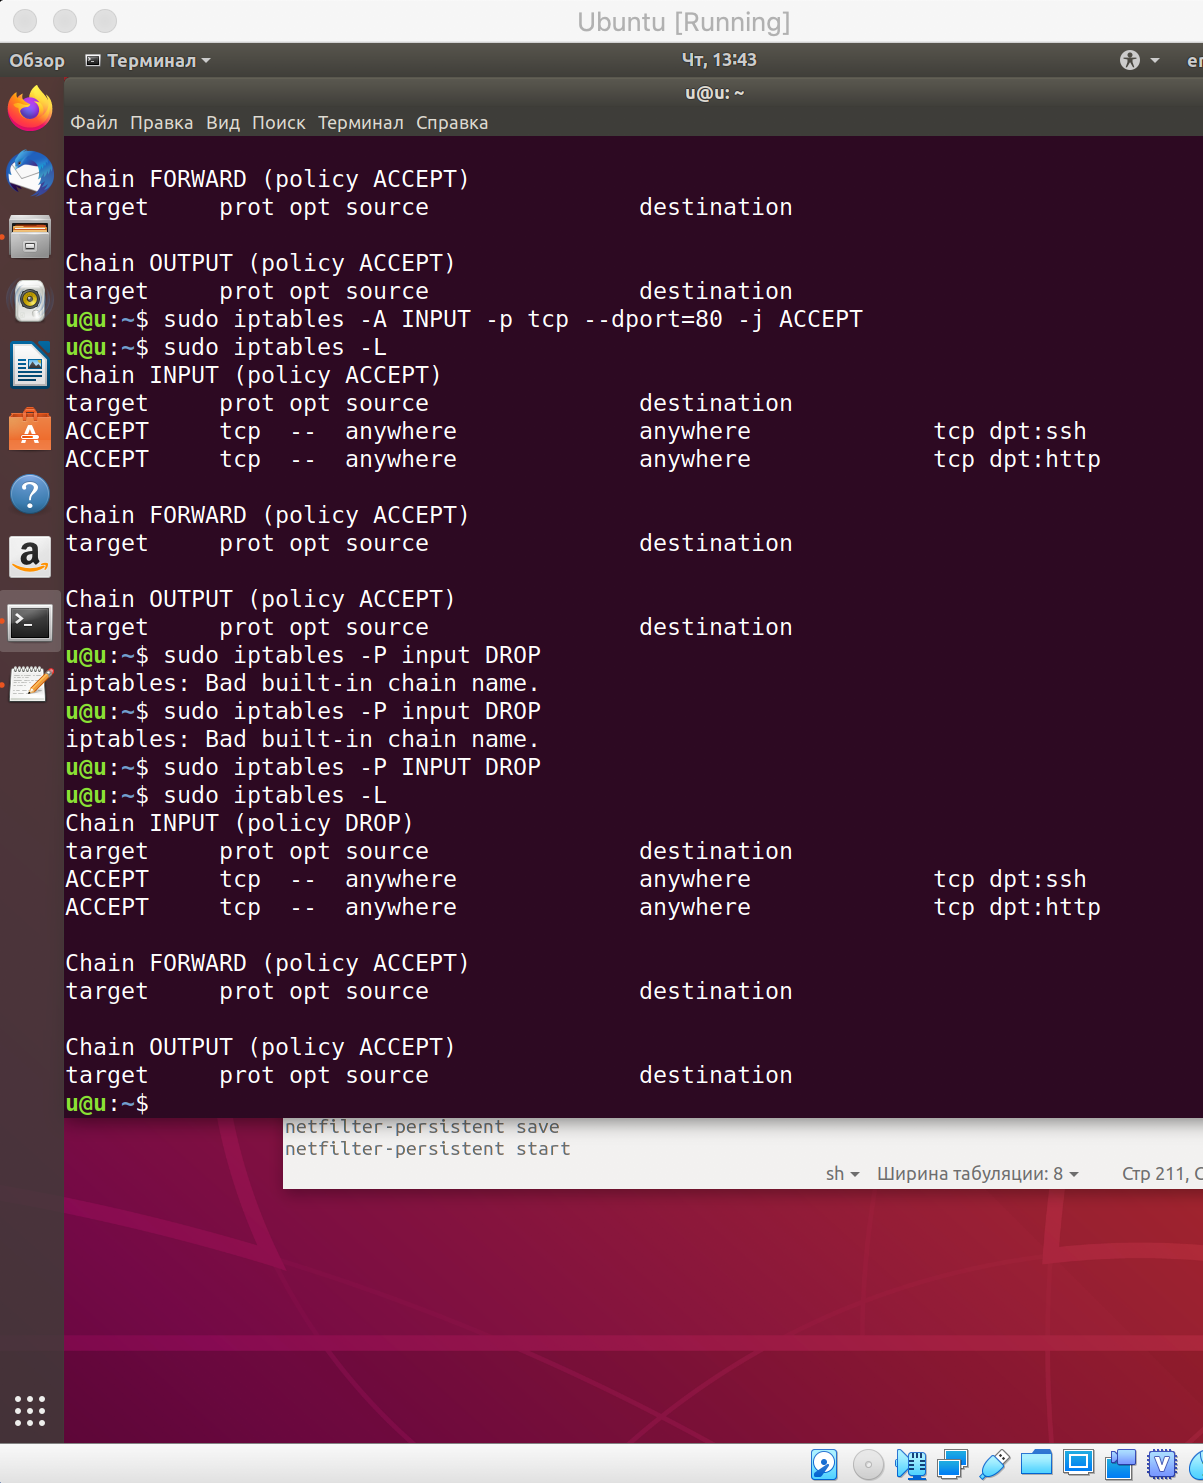 Ubuntu [Running]
Обзор Терминал Чт, 13:43
u@u: ~
Файл Правка Вид Поиск Терминал Справка
Chain FORWARD (policy ACCEPT)
target prot opt source destination
Chain OUTPUT (policy ACCEPT)
target prot opt source destination
u@u:~$ sudo iptables -A INPUT -p tcp --dport=80 -j ACCEPT
u@u:~$ sudo iptables -L
Chain INPUT (policy ACCEPT)
target prot opt source destination
ACCEPT tcp -- anywhere anywhere tcp dpt:ssh
ACCEPT tcp -- anywhere anywhere tcp dpt:http
Chain FORWARD (policy ACCEPT)
target prot opt source destination
Chain OUTPUT (policy ACCEPT)
target prot opt source destination
u@u:~$ sudo iptables -P input DROP
iptables: Bad built-in chain name.
u@u:~$ sudo iptables -P input DROP
iptables: Bad built-in chain name.
u@u:~$ sudo iptables -P INPUT DROP
u@u:~$ sudo iptables -L
Chain INPUT (policy DROP)
target prot opt source destination
ACCEPT tcp -- anywhere anywhere tcp dpt:ssh
ACCEPT tcp -- anywhere anywhere tcp dpt:http
Chain FORWARD (policy ACCEPT)
target prot opt source destination
Chain OUTPUT (policy ACCEPT)
target prot opt source destination
u@u:~$
netfilter-persistent save
netfilter-persistent start
sh Ширина табуляции: 8 Стр 211,